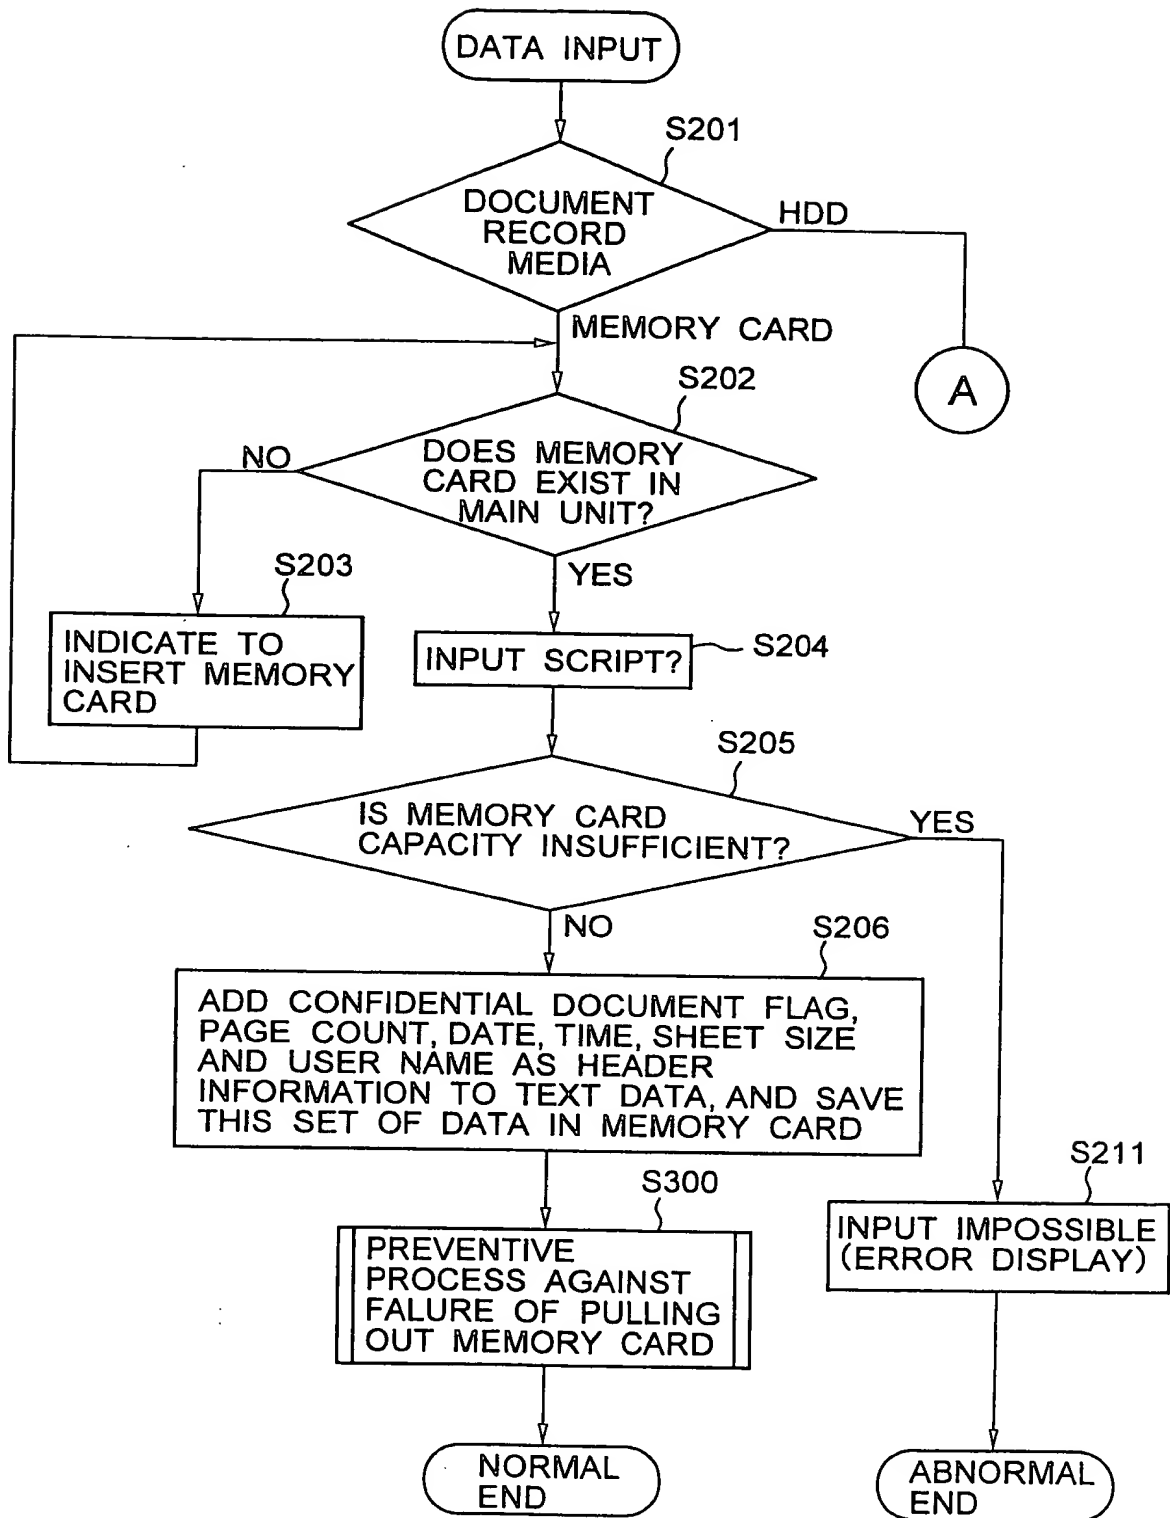 DATA INPUT
S201
DOCUMENT
RECORD
MEDIA
HDD
MEMORY CARD
A
S202
DOES MEMORY
CARD EXIST IN
MAIN UNIT?
NO
YES
S203
INDICATE TO
INSERT MEMORY
CARD
INPUT SCRIPT?
S204
S205
IS MEMORY CARD
CAPACITY INSUFFICIENT?
YES
NO
S206
ADD CONFIDENTIAL DOCUMENT FLAG,
PAGE COUNT, DATE, TIME, SHEET SIZE
AND USER NAME AS HEADER
INFORMATION TO TEXT DATA, AND SAVE
THIS SET OF DATA IN MEMORY CARD
S211
INPUT IMPOSSIBLE
(ERROR DISPLAY)
S300
PREVENTIVE
PROCESS AGAINST
FALURE OF PULLING
OUT MEMORY CARD
NORMAL
END
ABNORMAL
END